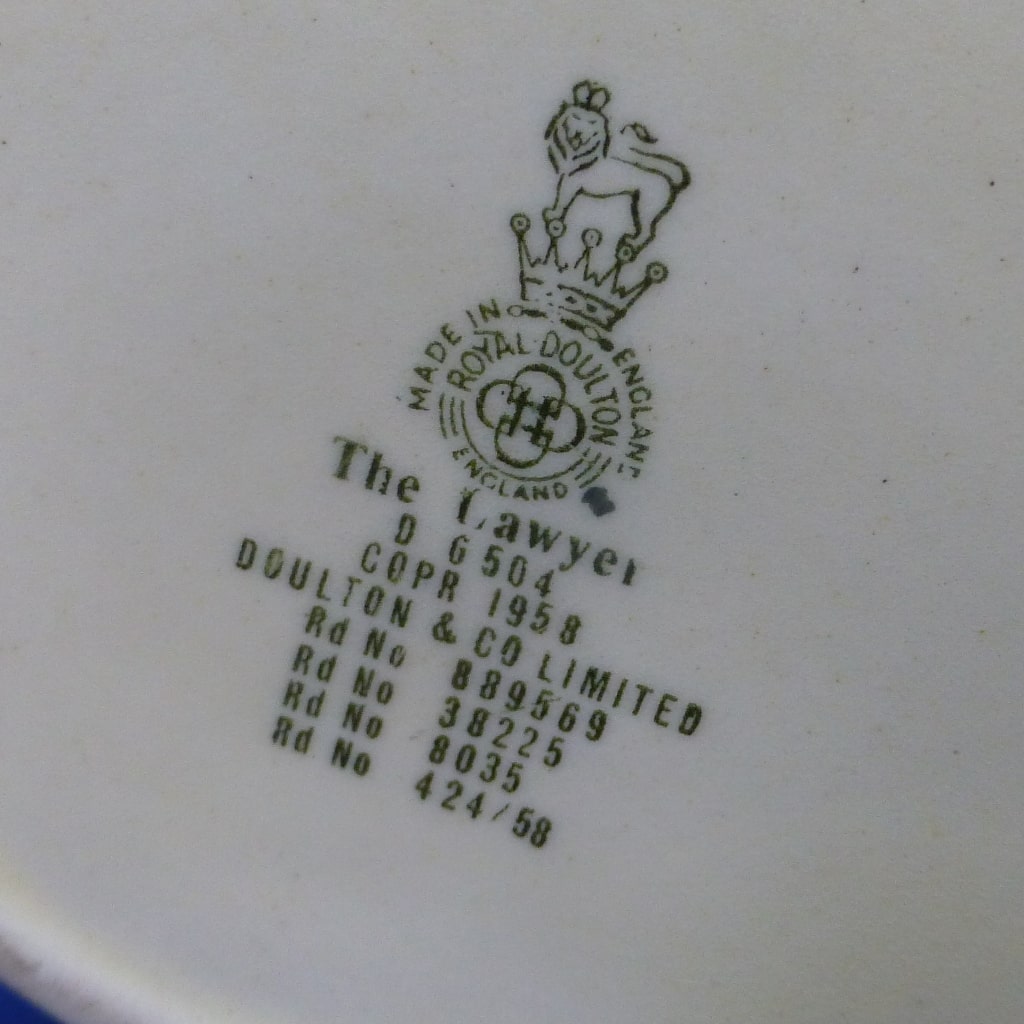 MADE IN ENGLAND
ROYAL DOULTON
ENGLAND
The Lawyer
D 6504
COPR 1958
DOULTON & CO LIMITED
Rd No 889569
Rd No 38225
Rd No 8035
Rd No 424/58